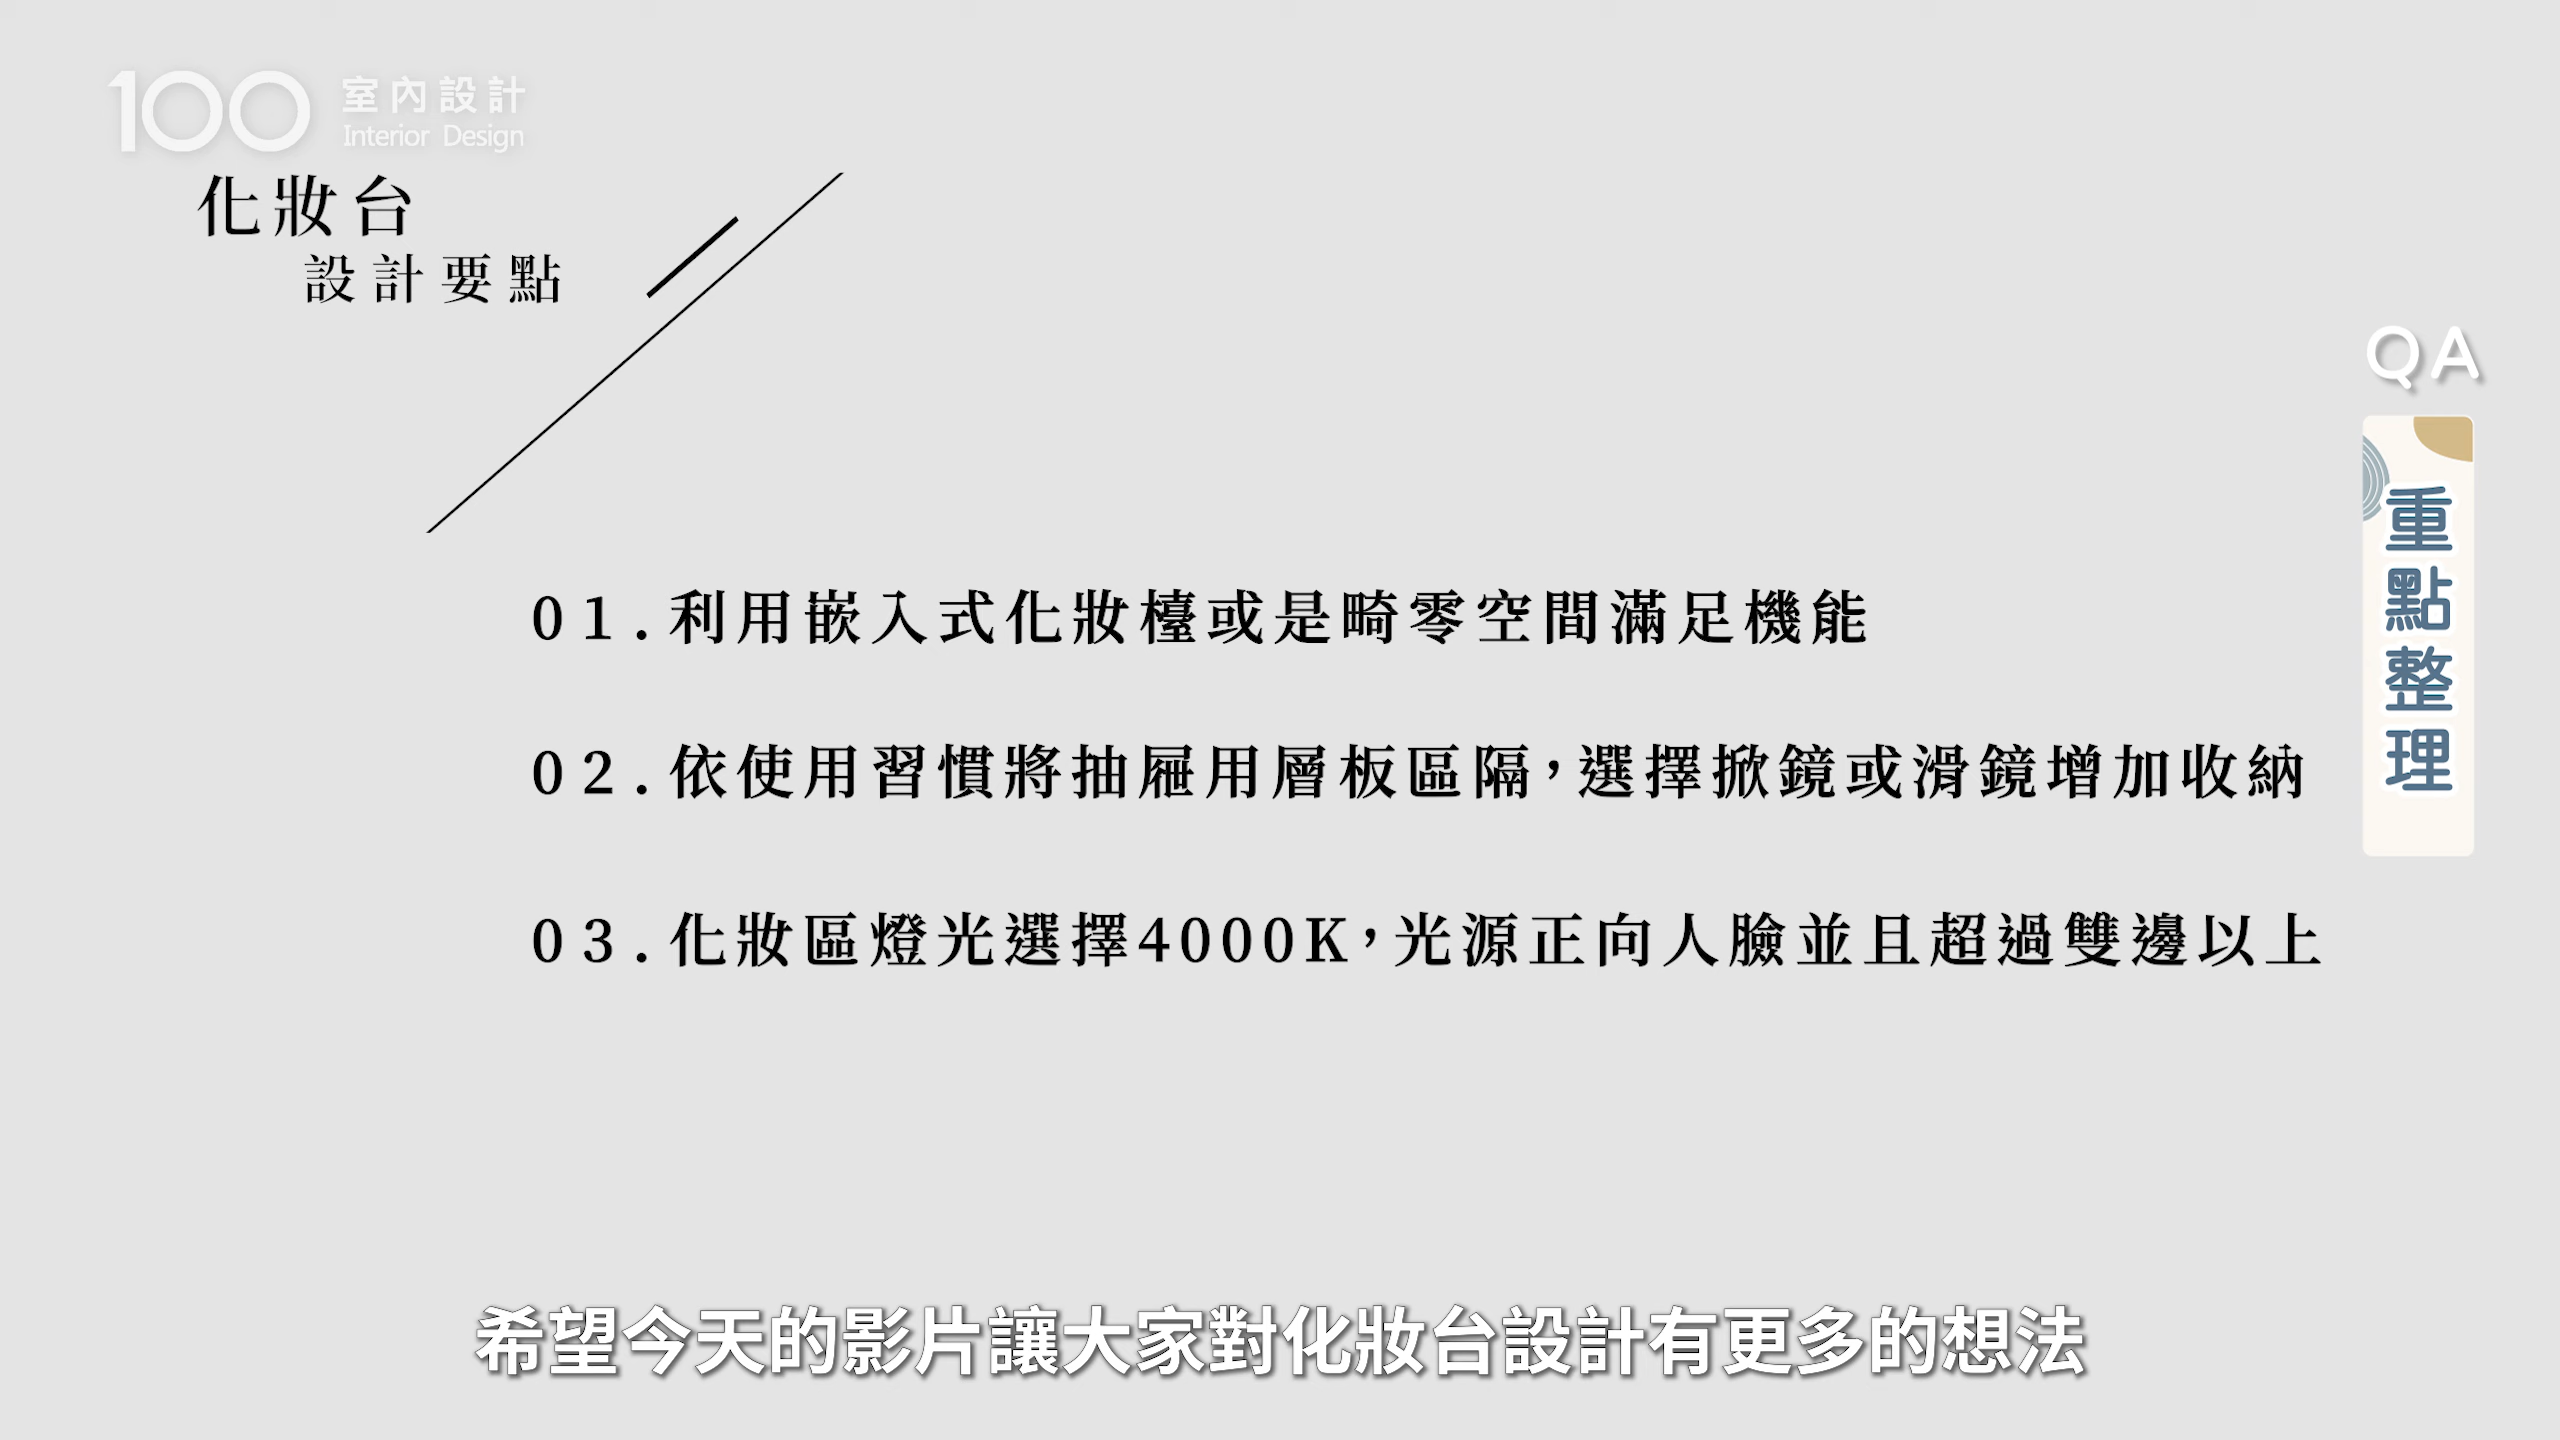 100 室內設計
Interior Design
化妝台
設計要點
QA
重點整理
01.利用嵌入式化妝檯或是畸零空間滿足機能
02.依使用習慣將抽屜用層板區隔，選擇掀鏡或滑鏡增加收納
03.化妝區燈光選擇4000K，光源正向人臉並且超過雙邊以上
希望今天的影片讓大家對化妝台設計有更多的想法